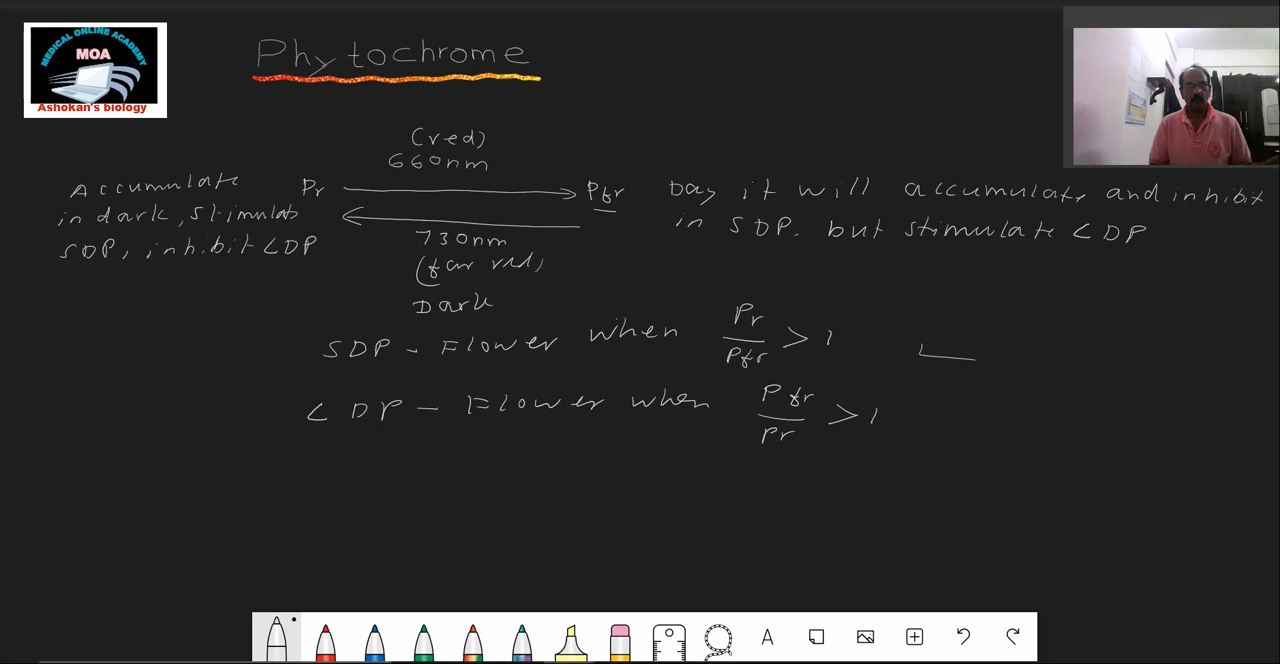 MEDICAL ONLINE ACADEMY
MOA
Ashokan's biology
Phytochrome
(red)
660nm
Accumulate
in dark, stimulab
SDP, inhibit LDP
Pr
Pfr
730nm
(far red)
Dark
Day it will accumulate, and inhibit
in SDP. but stimulate LDP
SDP - Flower when Pr/Pfr > 1
LDP - Flower when Pfr/Pr > 1
A